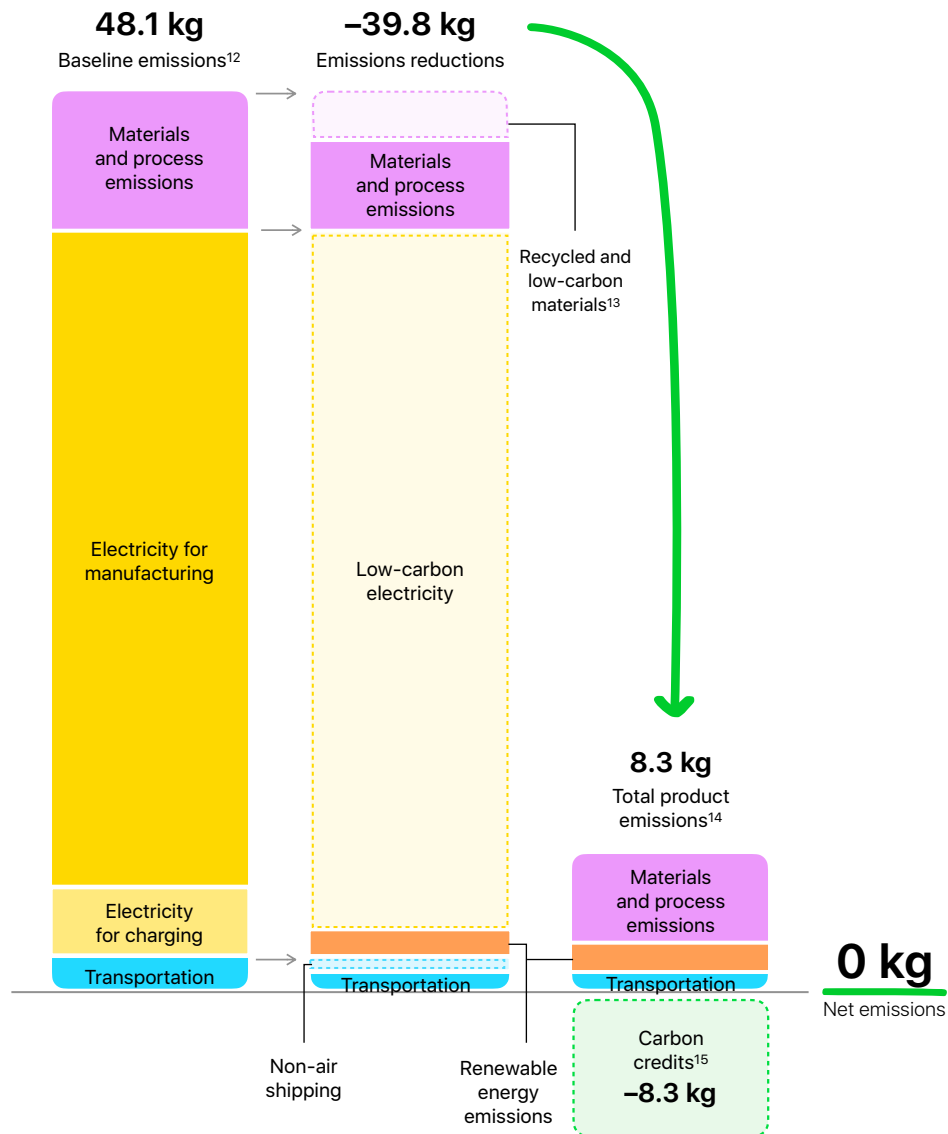 48.1 kg
Baseline emissions¹²
–39.8 kg
Emissions reductions
Materials
and process
emissions
Materials
and process
emissions
Recycled and
low-carbon
materials¹³
Electricity for
manufacturing
Low-carbon
electricity
8.3 kg
Total product
emissions¹⁴
Materials
and process
emissions
Electricity
for charging
Transportation
Transportation
Transportation
0 kg
Net emissions
Non-air
shipping
Renewable
energy
emissions
Carbon
credits¹⁵
–8.3 kg